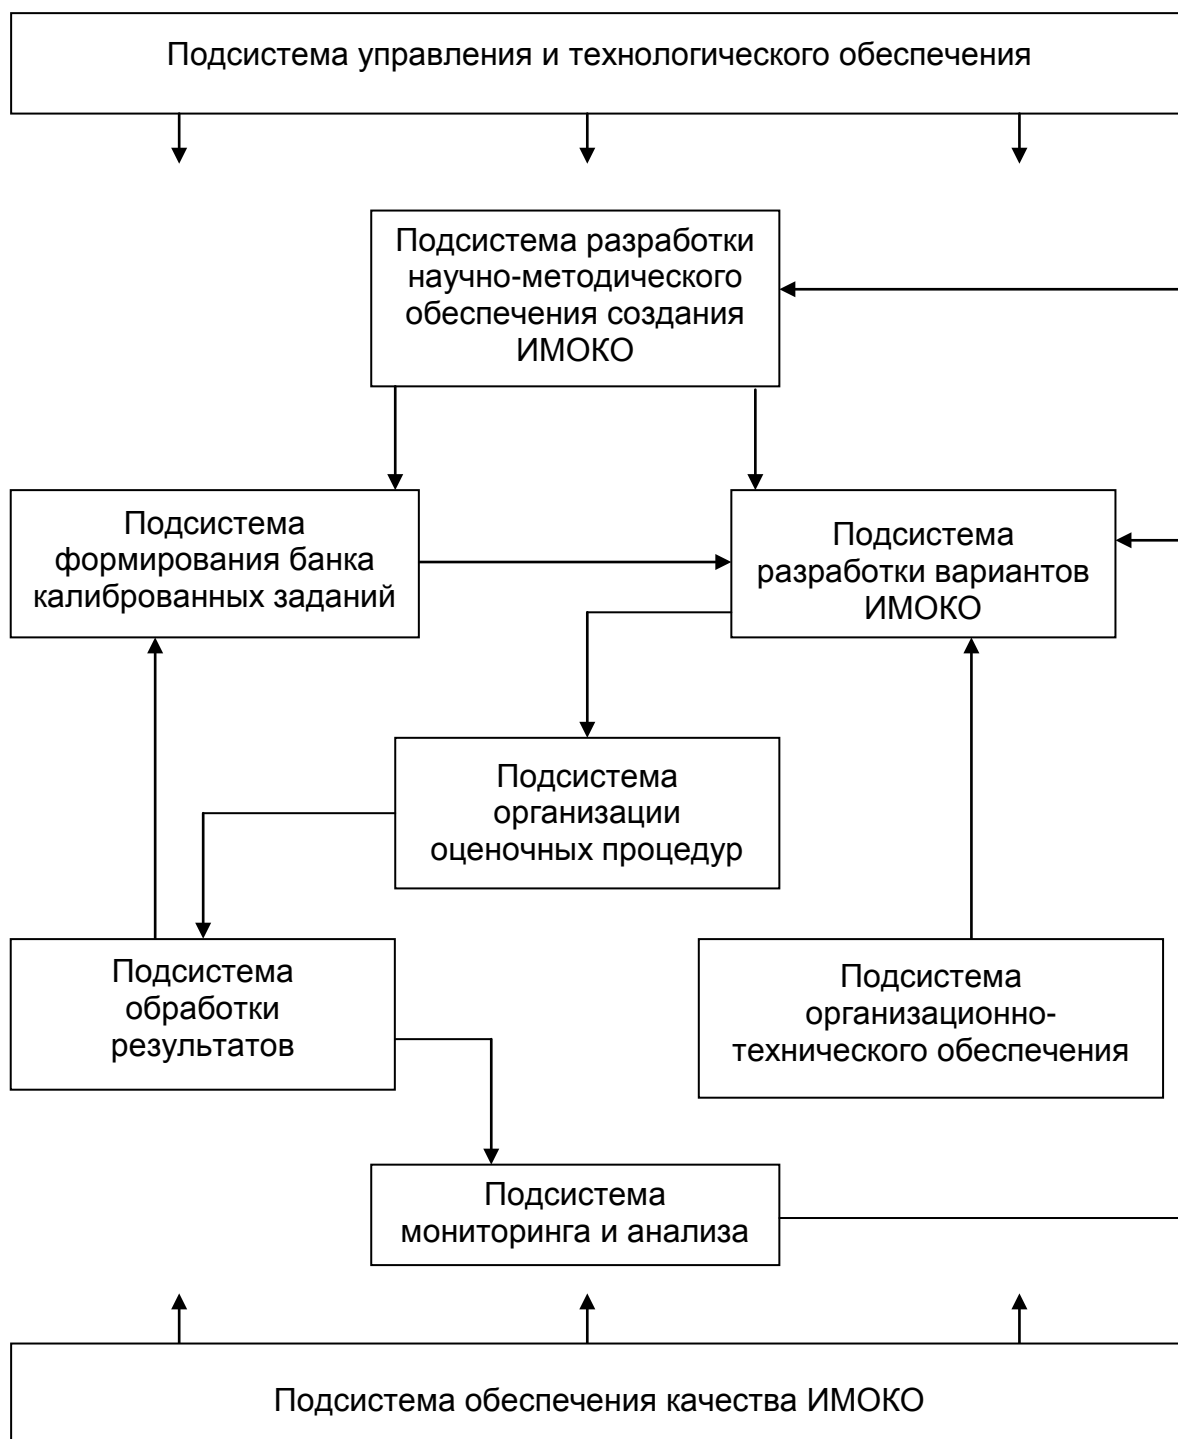 Подсистема управления и технологического обеспечения
Подсистема разработки
научно-методического
обеспечения создания
ИМОКО
Подсистема
формирования банка
калиброванных заданий
Подсистема
разработки вариантов
ИМОКО
Подсистема
организации
оценочных процедур
Подсистема
обработки
результатов
Подсистема
организационно-
технического обеспечения
Подсистема
мониторинга и анализа
Подсистема обеспечения качества ИМОКО